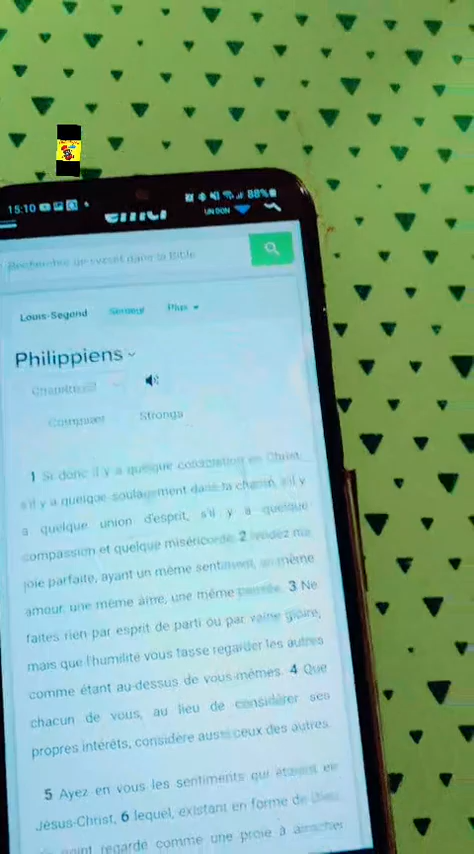 15:10 88%
UN DON
Rechercher un verset dans la Bible
Louis-Segond Semeur Plus
Philippiens
Comparer Strongs
1 Si donc il y a quelque consolation en Christ,
s'il y a quelque soulagement dans la s'il y
a quelque union d'esprit, s'il y a quelque
compassion et quelque miséricorde, 2 rendez ma
joie parfaite, ayant un même sentiment, un même
amour, une même âme, une même pensée. 3 Ne
faites rien par esprit de parti ou par vaine gloire,
mais que l'humilité vous fasse regarder les autres
comme étant au-dessus de vous-mêmes. 4 Que
chacun de vous, au lieu de considérer ses
propres intérêts, considère aussi ceux des autres.
5 Ayez en vous les sentiments qui étaient en
Jésus-Christ, 6 lequel, existant en forme de Dieu,
point regardé comme une proie à arracher